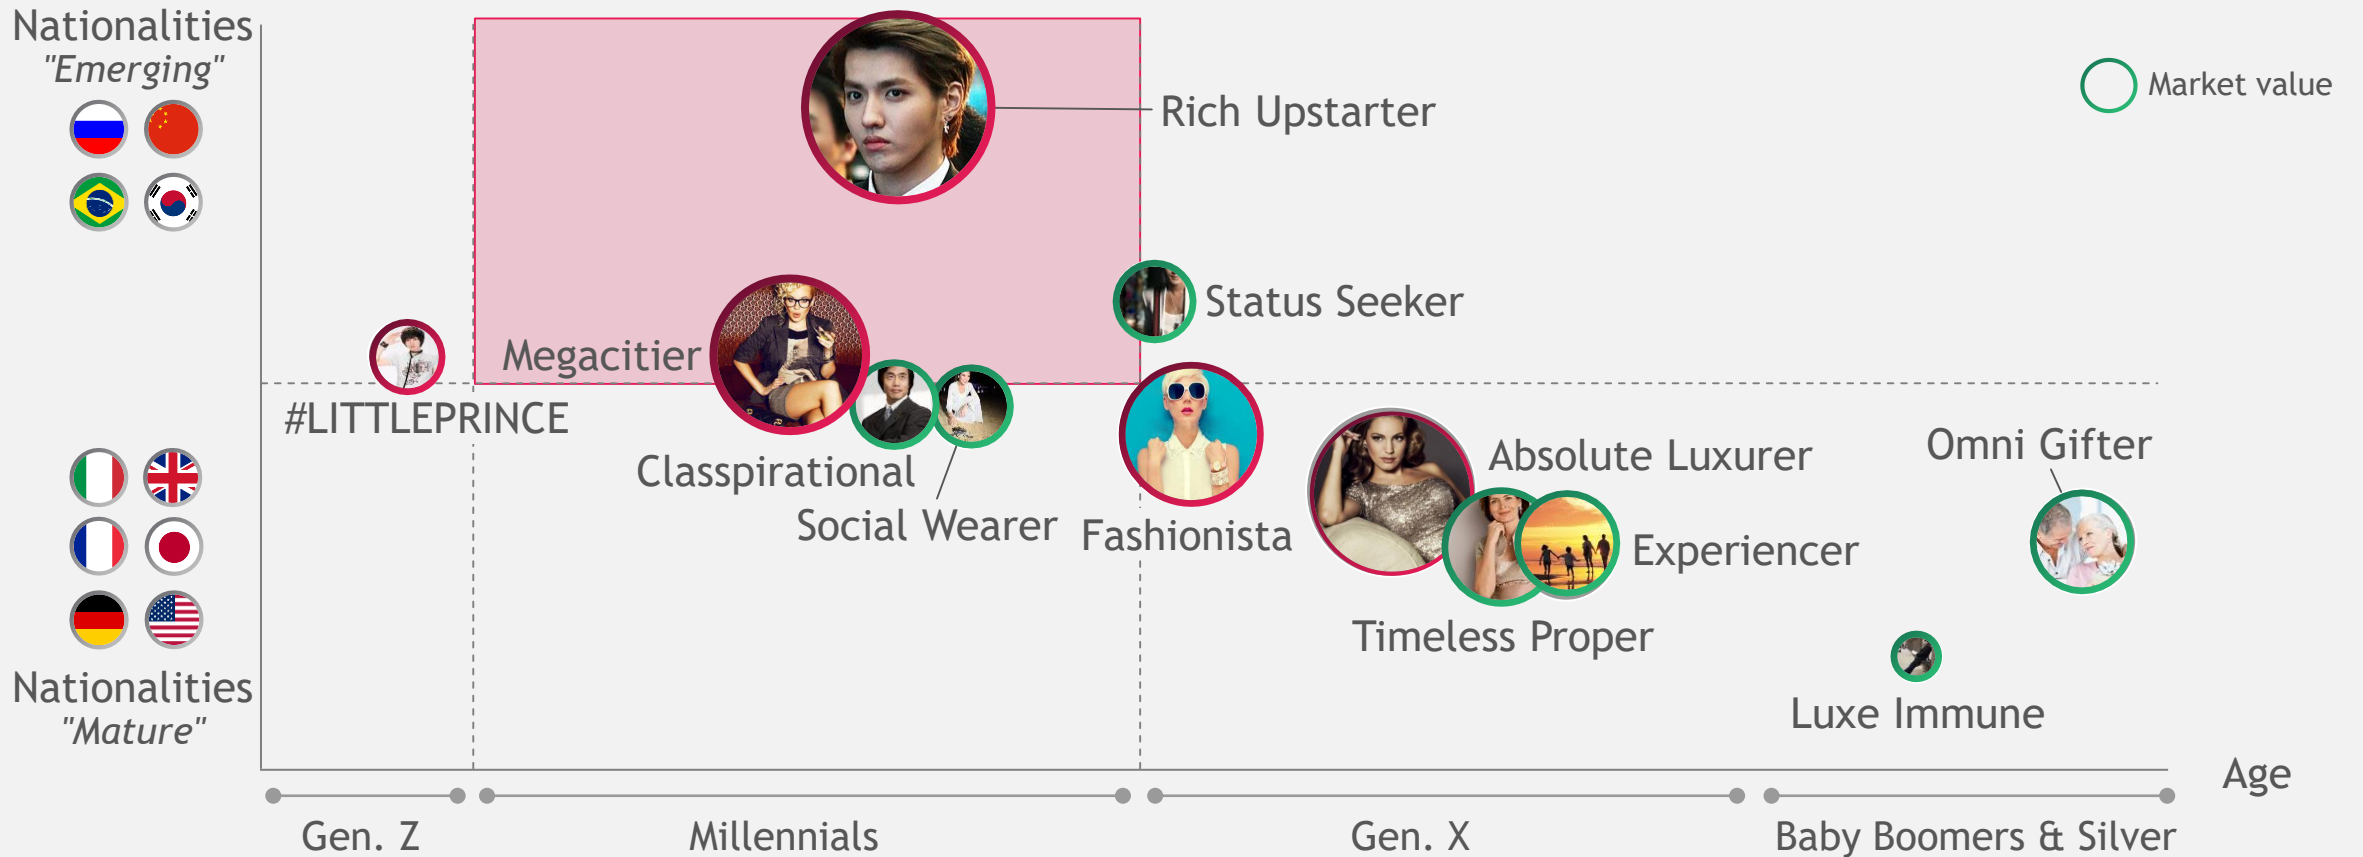 Nationalities
"Emerging"
Market value
Rich Upstarter
Status Seeker
Megacitier
#LITTLEPRINCE
Classpirational
Social Wearer
Fashionista
Absolute Luxurer
Omni Gifter
Experiencer
Timeless Proper
Luxe Immune
Nationalities
"Mature"
Age
Gen. Z
Millennials
Gen. X
Baby Boomers & Silver